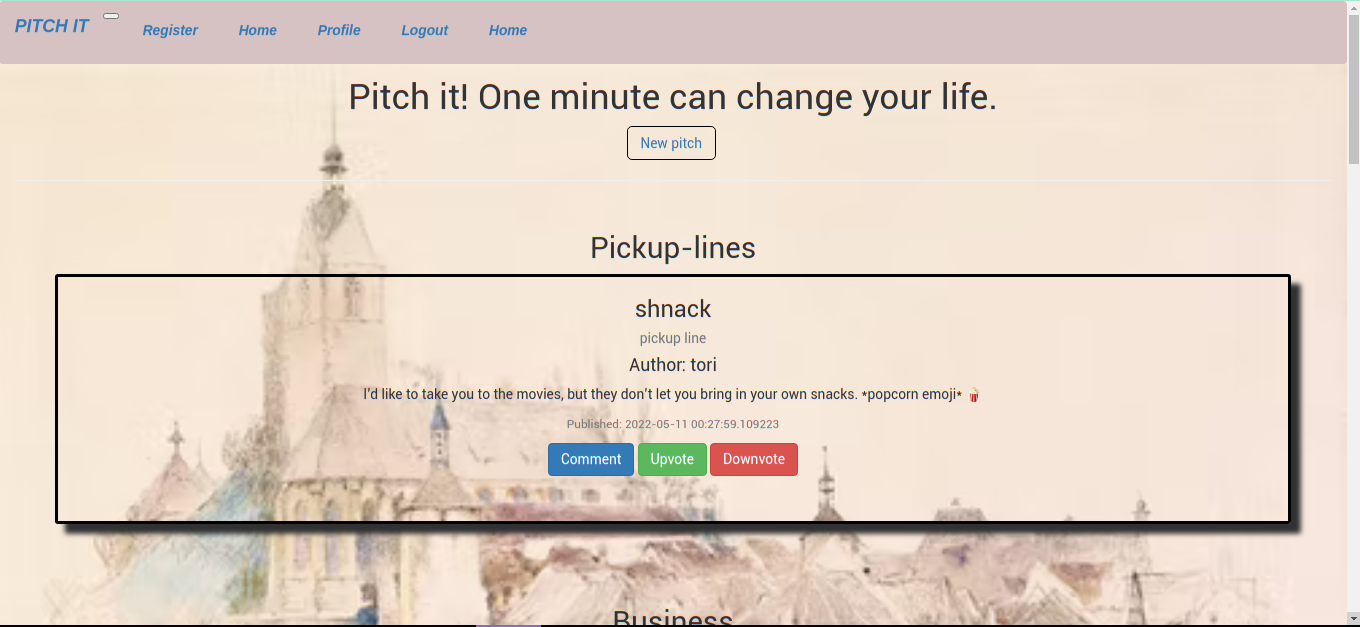 PITCH IT Register Home Profile Logout Home
Pitch it! One minute can change your life.
New pitch
Pickup-lines
shnack
pickup line
Author: tori
I'd like to take you to the movies, but they don't let you bring in your own snacks. *popcorn emoji* 🍿
Published: 2022-05-11 00:27:59.109223
Comment Upvote Downvote
Business